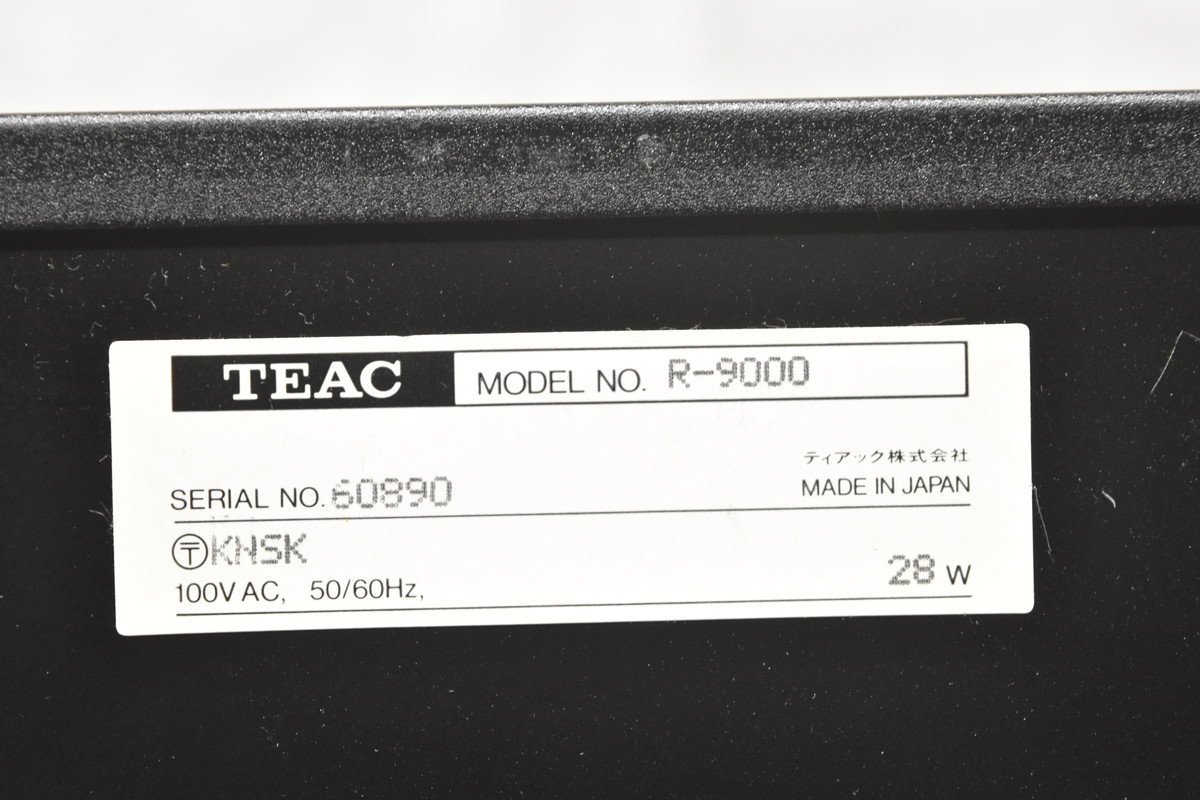 TEAC MODEL NO. R-9000
ティアック株式会社
SERIAL NO. 60890 MADE IN JAPAN
〒KHSK
100V AC, 50/60Hz, 28 W